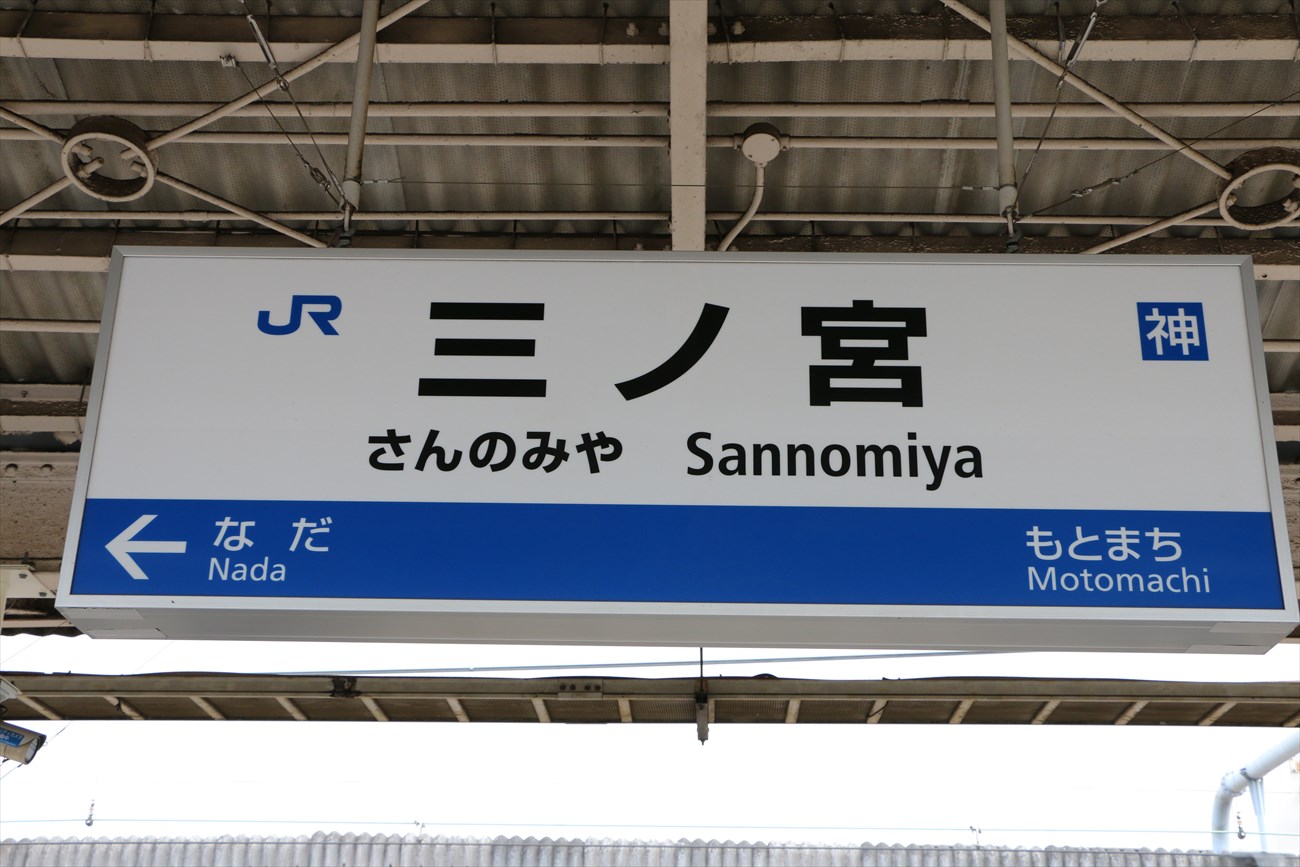 JR 三ノ宮 神
さんのみや Sannomiya
← なだ もとまち
Nada Motomachi